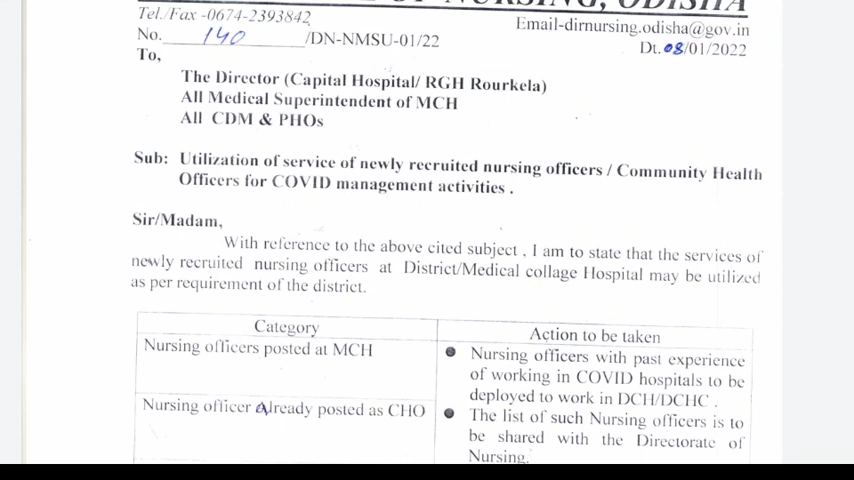 OF NURSING, ODISHA
Tel./Fax -0674-2393842
Email-dirnursing.odisha@gov.in
No. 140 /DN-NMSU-01/22
Dt.08/01/2022
To,
The Director (Capital Hospital/ RGH Rourkela)
All Medical Superintendent of MCH
All CDM & PHOs
Sub: Utilization of service of newly recruited nursing officers / Community Health
Officers for COVID management activities .
Sir/Madam,
With reference to the above cited subject , I am to state that the services of
newly recruited nursing officers at District/Medical collage Hospital may be utilized
as per requirement of the district.
Category
Action to be taken
Nursing officers posted at MCH
Nursing officer Already posted as CHO
Nursing officers with past experience
of working in COVID hospitals to be
deployed to work in DCH/DCHC .
The list of such Nursing officers is to
be shared with the Directorate of
Nursing.